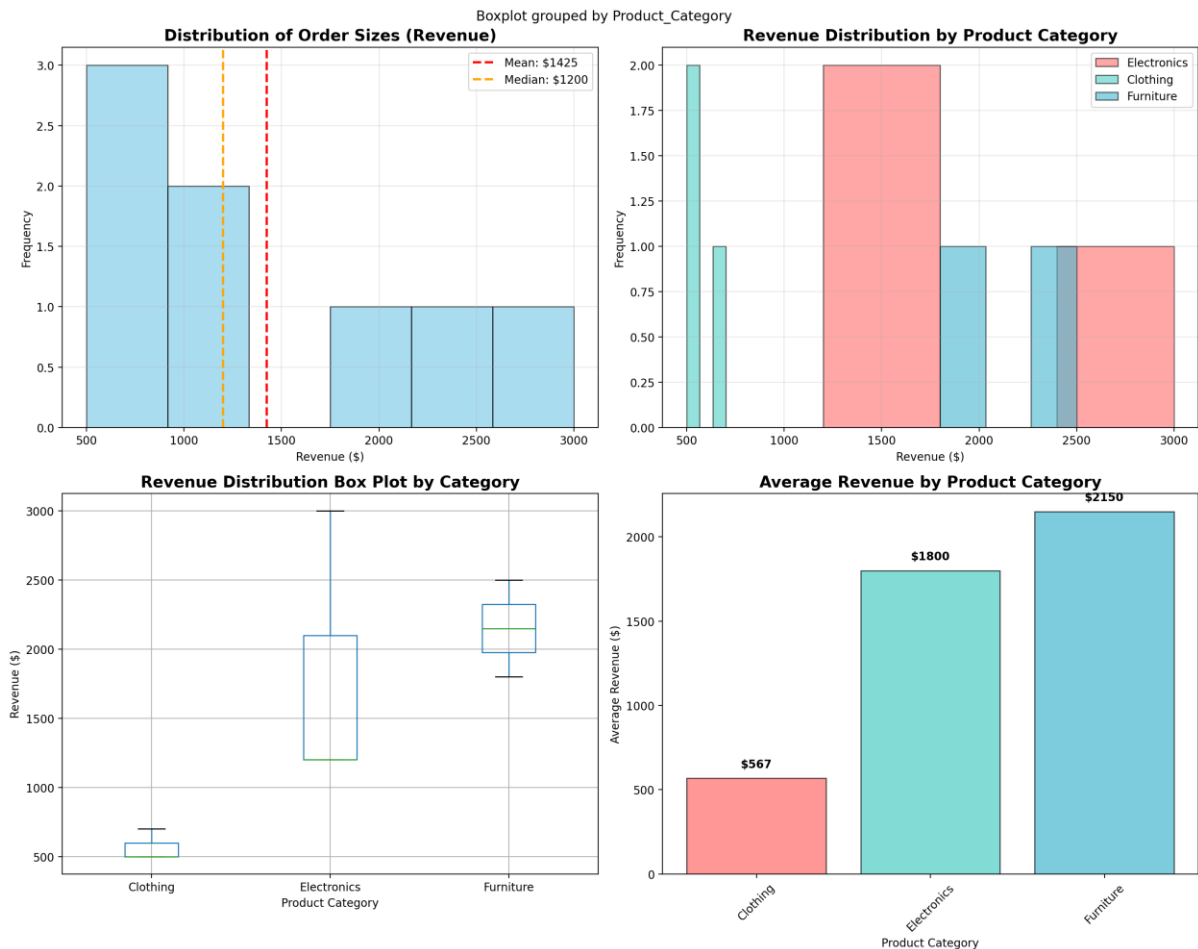 Boxplot grouped by Product_Category
Distribution of Order Sizes (Revenue)
3.0
2.5
2.0
1.5
1.0
0.5
0.0
Frequency
500 1000 1500 2000 2500 3000
Revenue ($)
Mean: $1425
Median: $1200
Revenue Distribution by Product Category
2.00
1.75
1.50
1.25
1.00
0.75
0.50
0.25
0.00
Frequency
500 1000 1500 2000 2500 3000
Revenue ($)
Electronics
Clothing
Furniture
Revenue Distribution Box Plot by Category
3000
2500
2000
1500
1000
500
Revenue ($)
Clothing Electronics Furniture
Product Category
Average Revenue by Product Category
2000
1500
1000
500
0
Average Revenue ($)
$567
$1800
$2150
Clothing
Electronics
Furniture
Product Category